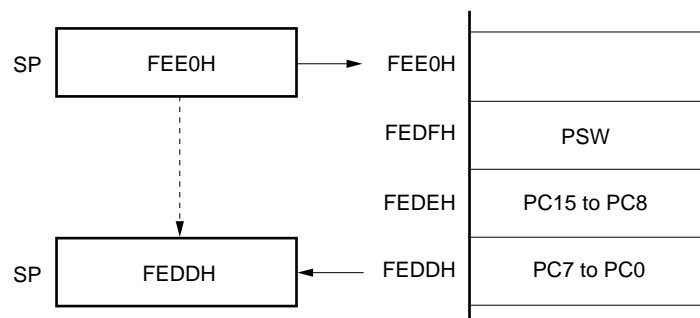 SP FEE0H FEE0H
FEDFH PSW
FEDEH PC15 to PC8
SP FEDDH FEDDH PC7 to PC0